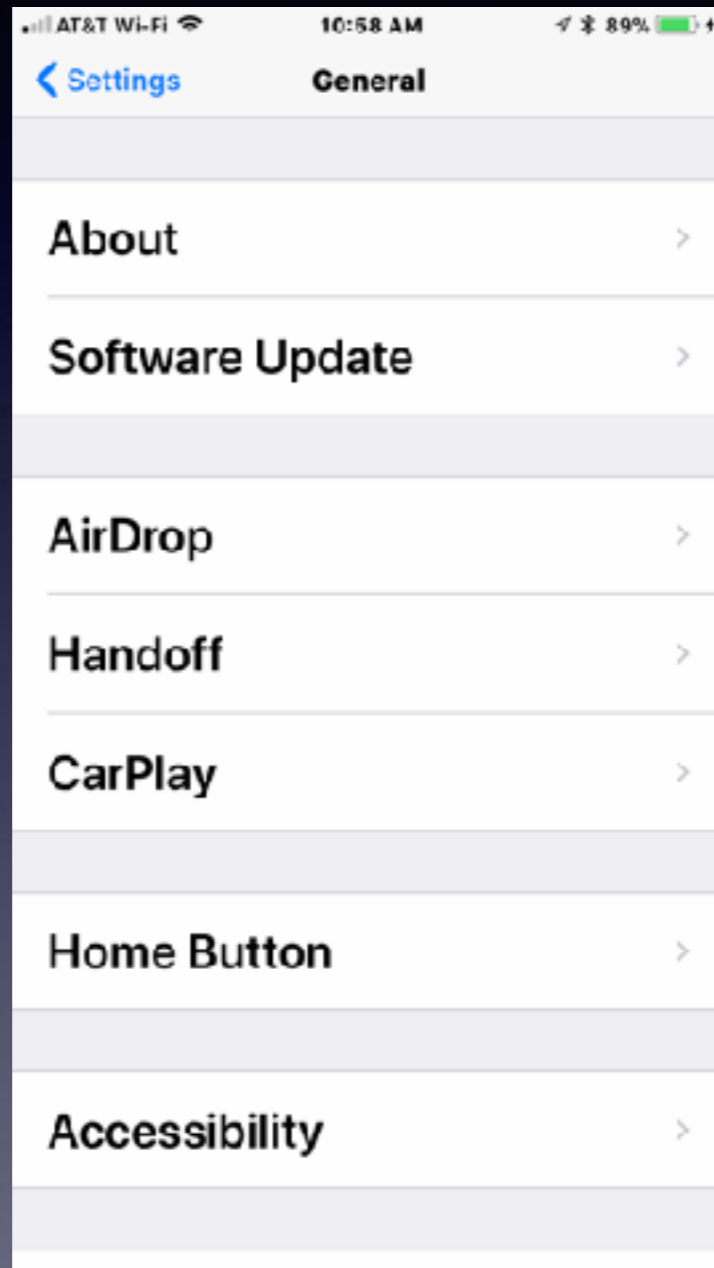 AT&T Wi-Fi 10:58 AM 89%
Settings General
About
Software Update
AirDrop
Handoff
CarPlay
Home Button
Accessibility